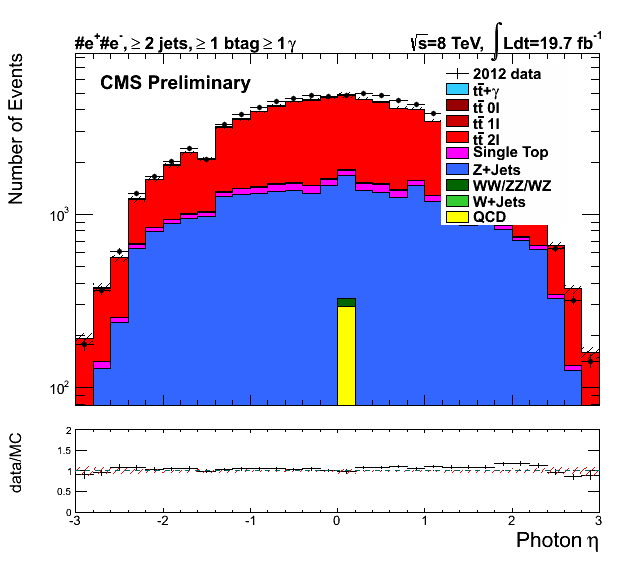 #e⁺#e⁻, ≥ 2 jets, ≥ 1 btag ≥ 1γ
√s=8 TeV, ∫Ldt=19.7 fb⁻¹
CMS Preliminary
Number of Events
2012 data
tt̄+γ
tt̄ 0l
tt̄ 1l
tt̄ 2l
Single Top
Z+Jets
WW/ZZ/WZ
W+Jets
QCD
10³
10²
data/MC
2
1.5
1
0.5
0
-3 -2 -1 0 1 2 3
Photon η